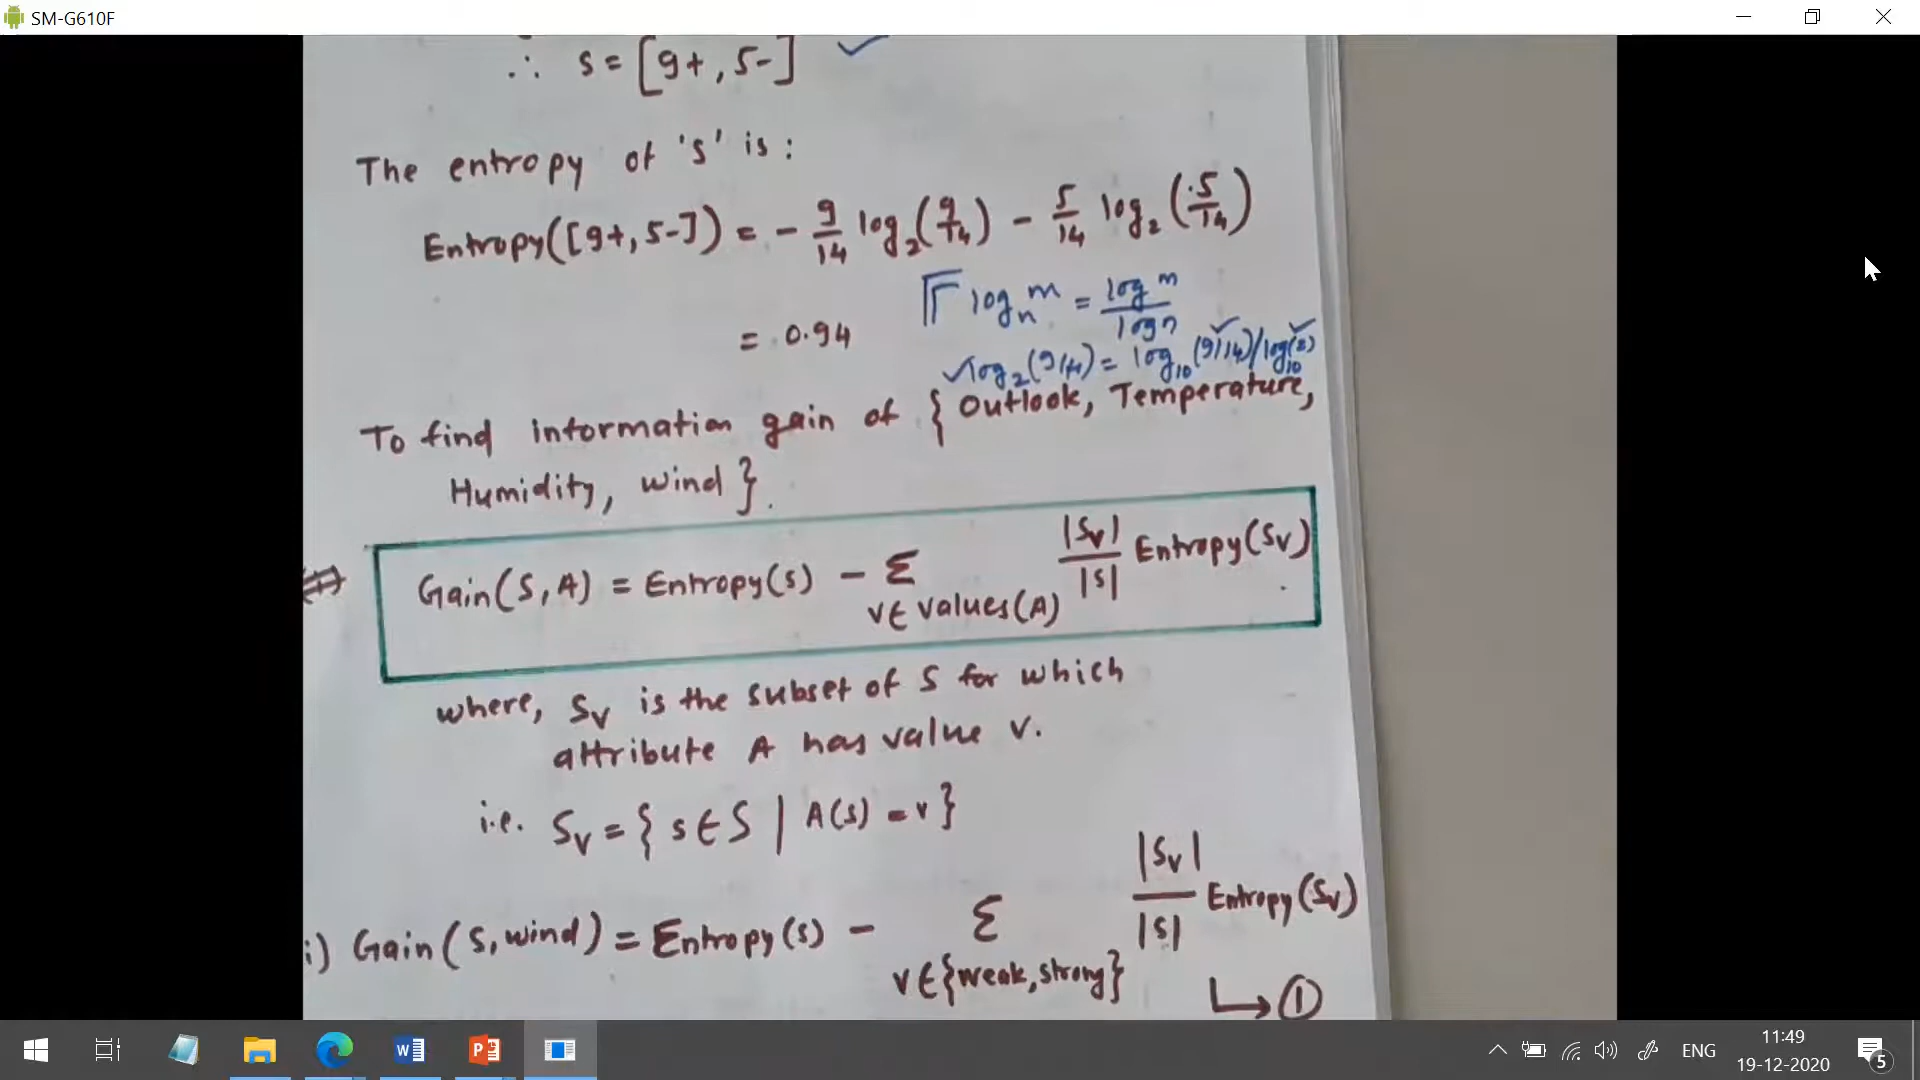 SM-G610F
∴ S = [9+, 5-] ✓
The entropy of 'S' is :
Entropy([9+, 5-]) = - 9/14 log₂(9/14) - 5/14 log₂(5/14)
logₙ m = log m / log n
= 0.94
✓log₂(9/14) = log₁₀(9/14)/log₁₀(2)
To find information gain of { Outlook, Temperature,
Humidity, wind }.
Gain(S, A) = Entropy(s) - Σ v∈ values(A) |Sv|/|S| Entropy(Sv)
where, Sv is the subset of S for which
attribute A has value v.
i.e. Sv = { s ∈ S | A(s) = v }
i) Gain(S, wind) = Entropy(s) - Σ v∈{weak, strong} |Sv|/|S| Entropy(Sv)
↳ ①
ENG
11:49
19-12-2020
5